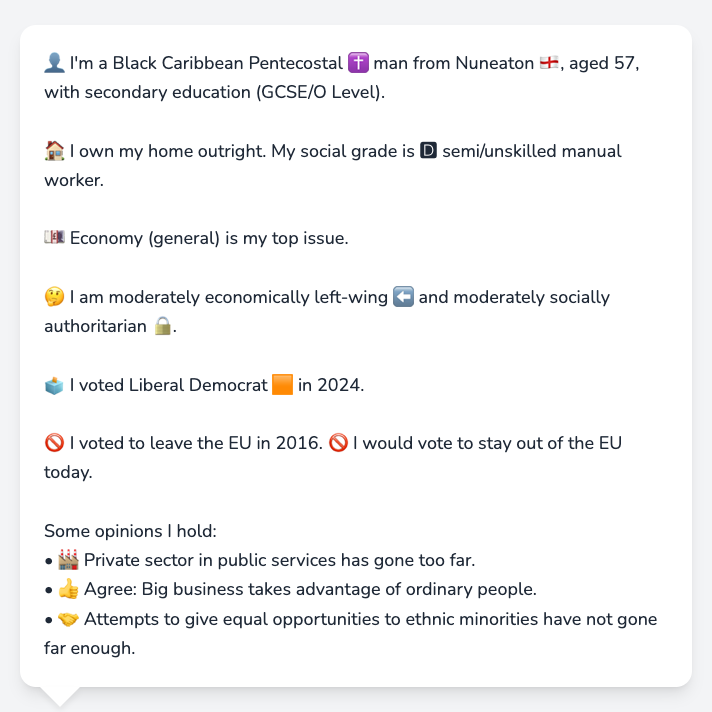 👤 I'm a Black Caribbean Pentecostal ✝️ man from Nuneaton 🏴󠁧󠁢󠁥󠁮󠁧󠁿, aged 57,
with secondary education (GCSE/O Level).
🏠 I own my home outright. My social grade is 🅳 semi/unskilled manual
worker.
💷 Economy (general) is my top issue.
🤔 I am moderately economically left-wing ⬅️ and moderately socially
authoritarian 🔒.
🗳️ I voted Liberal Democrat 🟧 in 2024.
🚫 I voted to leave the EU in 2016. 🚫 I would vote to stay out of the EU
today.
Some opinions I hold:
• 🏭 Private sector in public services has gone too far.
• 👍 Agree: Big business takes advantage of ordinary people.
• 🤝 Attempts to give equal opportunities to ethnic minorities have not gone
far enough.